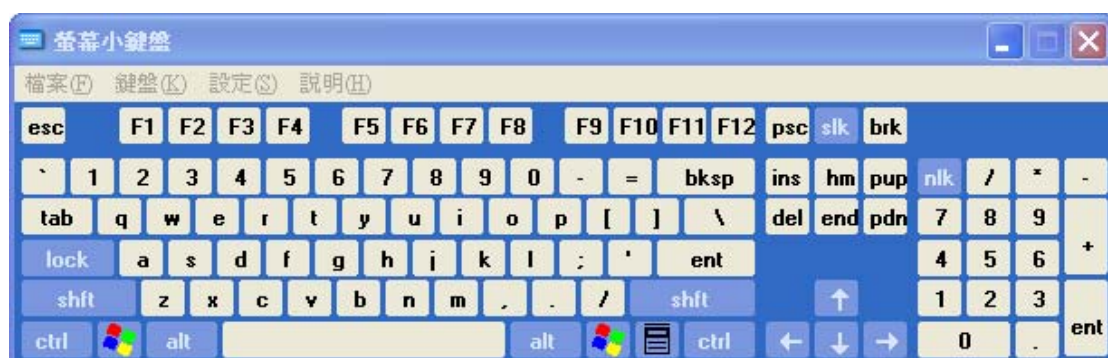 螢幕小鍵盤
檔案(F) 鍵盤(K) 設定(S) 說明(H)
esc F1 F2 F3 F4 F5 F6 F7 F8 F9 F10 F11 F12 psc slk brk
` 1 2 3 4 5 6 7 8 9 0 - = bksp ins hm pup nlk / * -
tab q w e r t y u i o p [ ] \ del end pdn 7 8 9 +
lock a s d f g h j k l ; ' ent 4 5 6
shft z x c v b n m , . / shft ↑ 1 2 3 ent
ctrl alt alt ctrl ← ↓ → 0 .